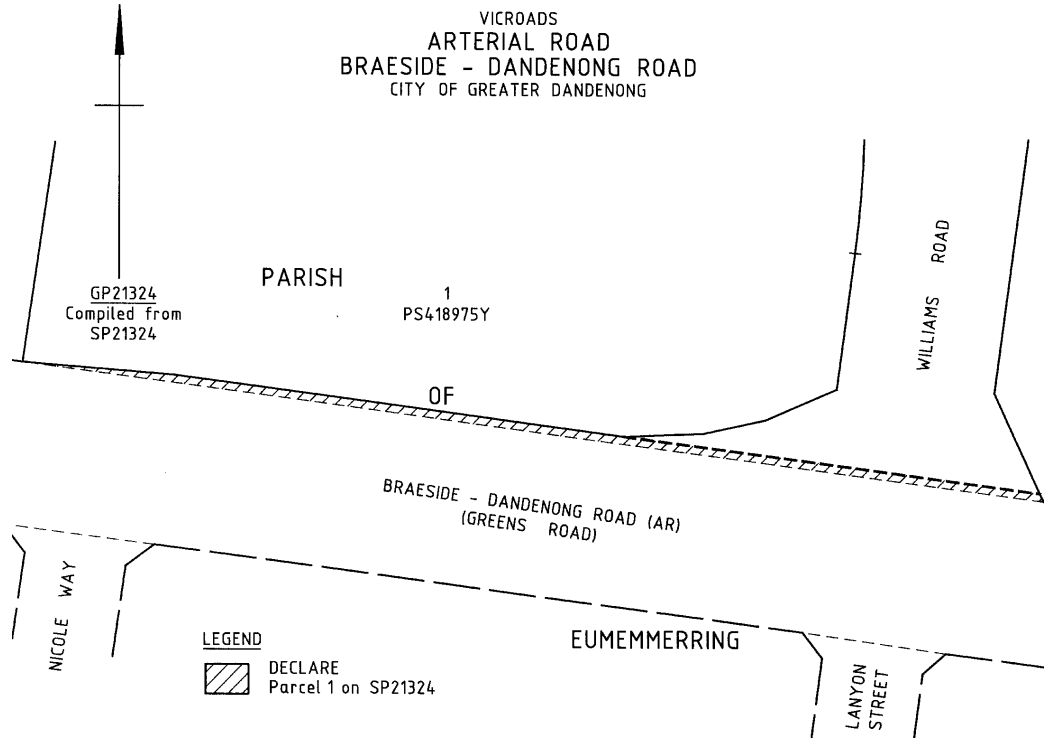 VICROADS
ARTERIAL ROAD
BRAESIDE - DANDENONG ROAD
CITY OF GREATER DANDENONG
GP21324
Compiled from
SP21324
PARISH
1
PS418975Y
WILLIAMS ROAD
OF
BRAESIDE - DANDENONG ROAD (AR)
(GREENS ROAD)
NICOLE WAY
EUMEMMERRING
LEGEND
DECLARE
Parcel 1 on SP21324
LANYON
STREET